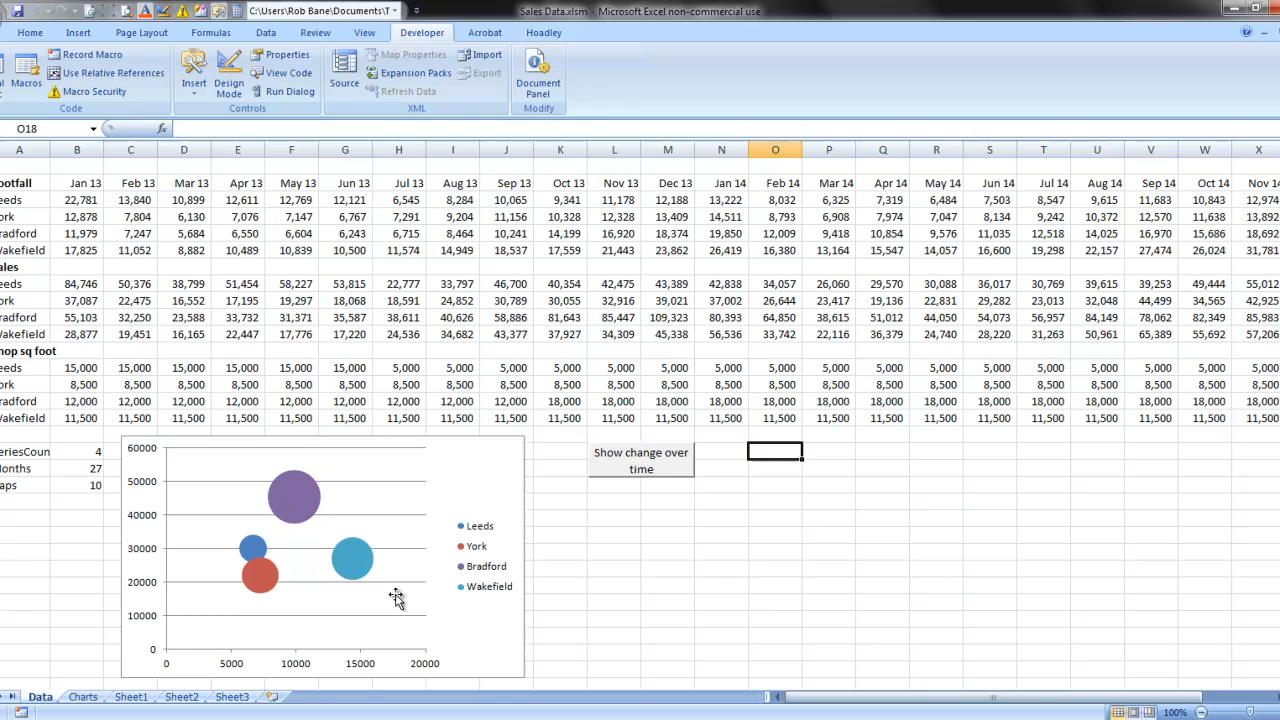 C:\Users\Rob Bane\Documents\T
Sales Data.xlsm - Microsoft Excel non-commercial use
Home Insert Page Layout Formulas Data Review View Developer Acrobat Hoadley
Record Macro Properties Map Properties Import
Macros Use Relative References Insert Design Mode View Code Source Expansion Packs Export Document Panel
Macro Security Run Dialog Refresh Data
Code Controls XML Modify
O18 fx
A B C D E F G H I J K L M N O P Q R S T U V W X
ootfall Jan 13 Feb 13 Mar 13 Apr 13 May 13 Jun 13 Jul 13 Aug 13 Sep 13 Oct 13 Nov 13 Dec 13 Jan 14 Feb 14 Mar 14 Apr 14 May 14 Jun 14 Jul 14 Aug 14 Sep 14 Oct 14 Nov 14
eeds 22,781 13,840 10,899 12,611 12,769 12,121 6,545 8,284 10,065 9,341 11,178 12,188 13,222 8,032 6,325 7,319 6,484 7,503 8,547 9,615 11,683 10,843 12,974
ork 12,878 7,804 6,130 7,076 7,147 6,767 7,291 9,204 11,156 10,328 12,328 13,409 14,511 8,793 6,908 7,974 7,047 8,134 9,242 10,372 12,570 11,638 13,892
radford 11,979 7,247 5,684 6,550 6,604 6,243 6,715 8,464 10,241 14,199 16,920 18,374 19,850 12,009 9,418 10,854 9,576 11,035 12,518 14,025 16,970 15,686 18,692
Wakefield 17,825 11,052 8,882 10,489 10,839 10,500 11,574 14,949 18,537 17,559 21,443 23,862 26,419 16,380 13,164 15,547 14,057 16,600 19,298 22,157 27,474 26,024 31,781
ales
eeds 84,746 50,376 38,799 51,454 58,227 53,815 22,777 33,797 46,700 40,354 42,475 43,389 42,838 34,057 26,060 29,570 30,088 36,017 30,769 39,615 39,253 49,444 55,012
ork 37,087 22,475 16,552 17,195 19,297 18,068 18,591 24,852 30,789 30,055 32,916 39,021 37,002 26,644 23,417 19,136 22,831 29,282 23,013 32,048 44,499 34,565 42,925
radford 55,103 32,250 23,588 33,732 31,371 35,587 38,611 40,626 58,886 81,643 85,447 109,323 80,390 64,850 38,615 51,012 44,050 54,073 56,957 84,149 78,062 82,349 85,983
Wakefield 28,877 19,451 16,165 22,447 17,776 17,220 24,536 34,682 43,377 37,927 34,309 45,338 56,536 33,742 22,116 36,379 24,740 28,220 31,263 50,961 65,389 55,692 57,206
hop sq foot
eeds 15,000 15,000 15,000 15,000 15,000 15,000 5,000 5,000 5,000 5,000 5,000 5,000 5,000 5,000 5,000 5,000 5,000 5,000 5,000 5,000 5,000 5,000 5,000
ork 8,500 8,500 8,500 8,500 8,500 8,500 8,500 8,500 8,500 8,500 8,500 8,500 8,500 8,500 8,500 8,500 8,500 8,500 8,500 8,500 8,500 8,500 8,500
radford 12,000 12,000 12,000 12,000 12,000 12,000 12,000 12,000 12,000 18,000 18,000 18,000 18,000 18,000 18,000 18,000 18,000 18,000 18,000 18,000 18,000 18,000 18,000
Wakefield 11,500 11,500 11,500 11,500 11,500 11,500 11,500 11,500 11,500 11,500 11,500 11,500 11,500 11,500 11,500 11,500 11,500 11,500 11,500 11,500 11,500 11,500 11,500
eriesCoun 4
Months 27
aps 10
60000
50000
40000
30000
20000
10000
0
0 5000 10000 15000 20000
Leeds
York
Bradford
Wakefield
Show change over
time
Data Charts Sheet1 Sheet2 Sheet3
100%